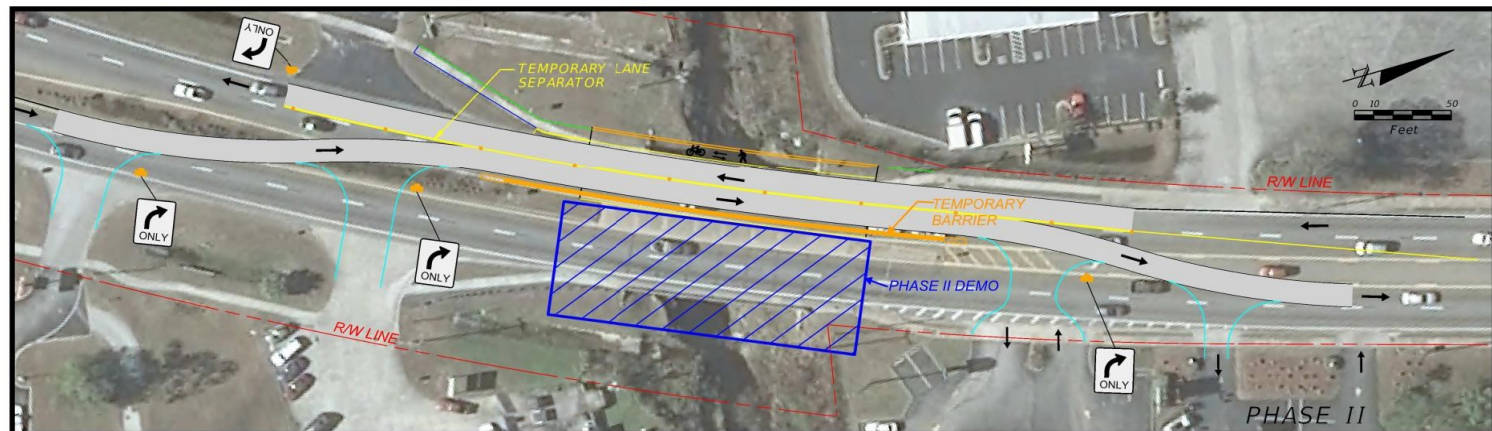 ONLY
TEMPORARY LANE
SEPARATOR
N
0 10 50
Feet
R/W LINE
TEMPORARY
BARRIER
ONLY
ONLY
PHASE II DEMO
R/W LINE
ONLY
PHASE II